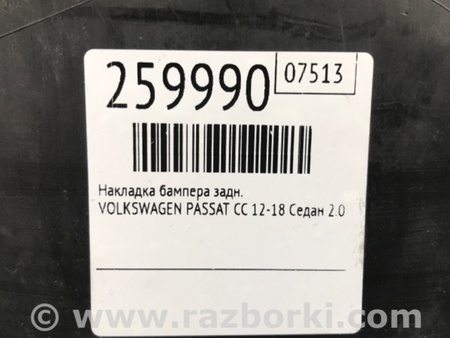 259990
07513
Накладка бампера задн.
VOLKSWAGEN PASSAT CC 12-18 Седан 2.0
© www.razborki.com